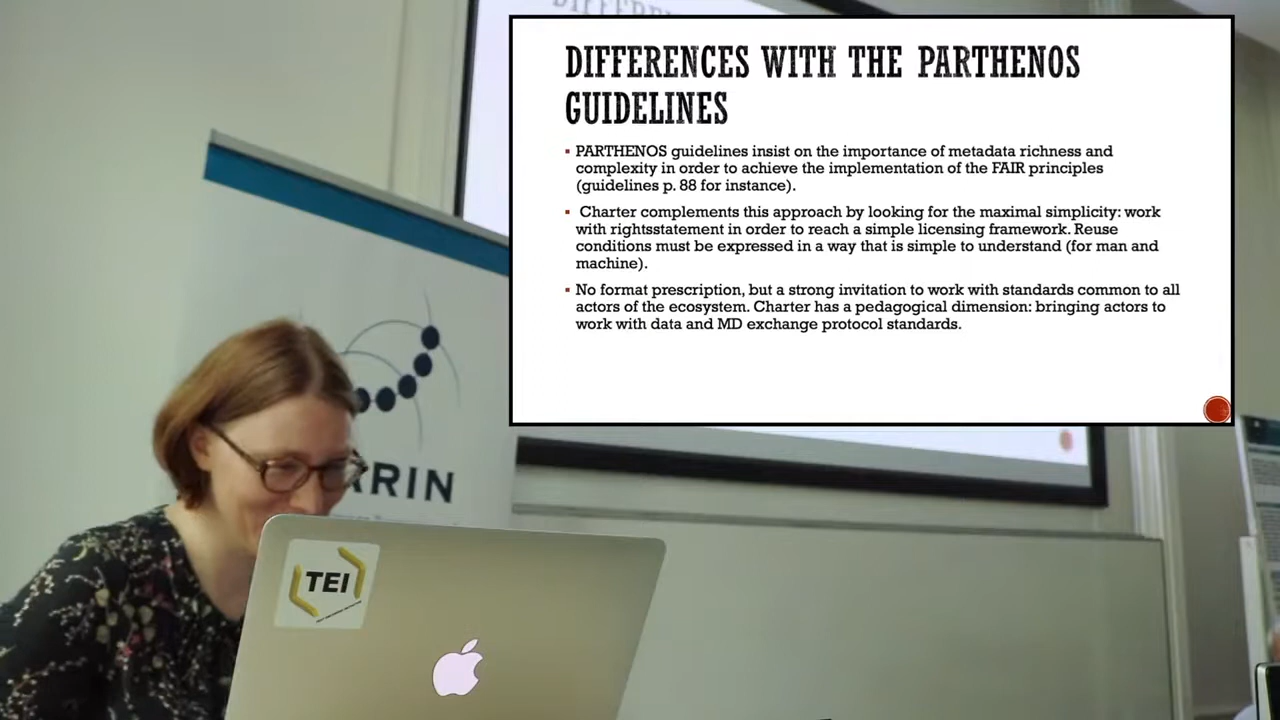 DIFFERENCES WITH THE PARTHENOS
GUIDELINES
▪ PARTHENOS guidelines insist on the importance of metadata richness and
complexity in order to achieve the implementation of the FAIR principles
(guidelines p. 88 for instance).
▪ Charter complements this approach by looking for the maximal simplicity: work
with rightsstatement in order to reach a simple licensing framework. Reuse
conditions must be expressed in a way that is simple to understand (for man and
machine).
▪ No format prescription, but a strong invitation to work with standards common to all
actors of the ecosystem. Charter has a pedagogical dimension: bringing actors to
work with data and MD exchange protocol standards.
ARIN
TEI